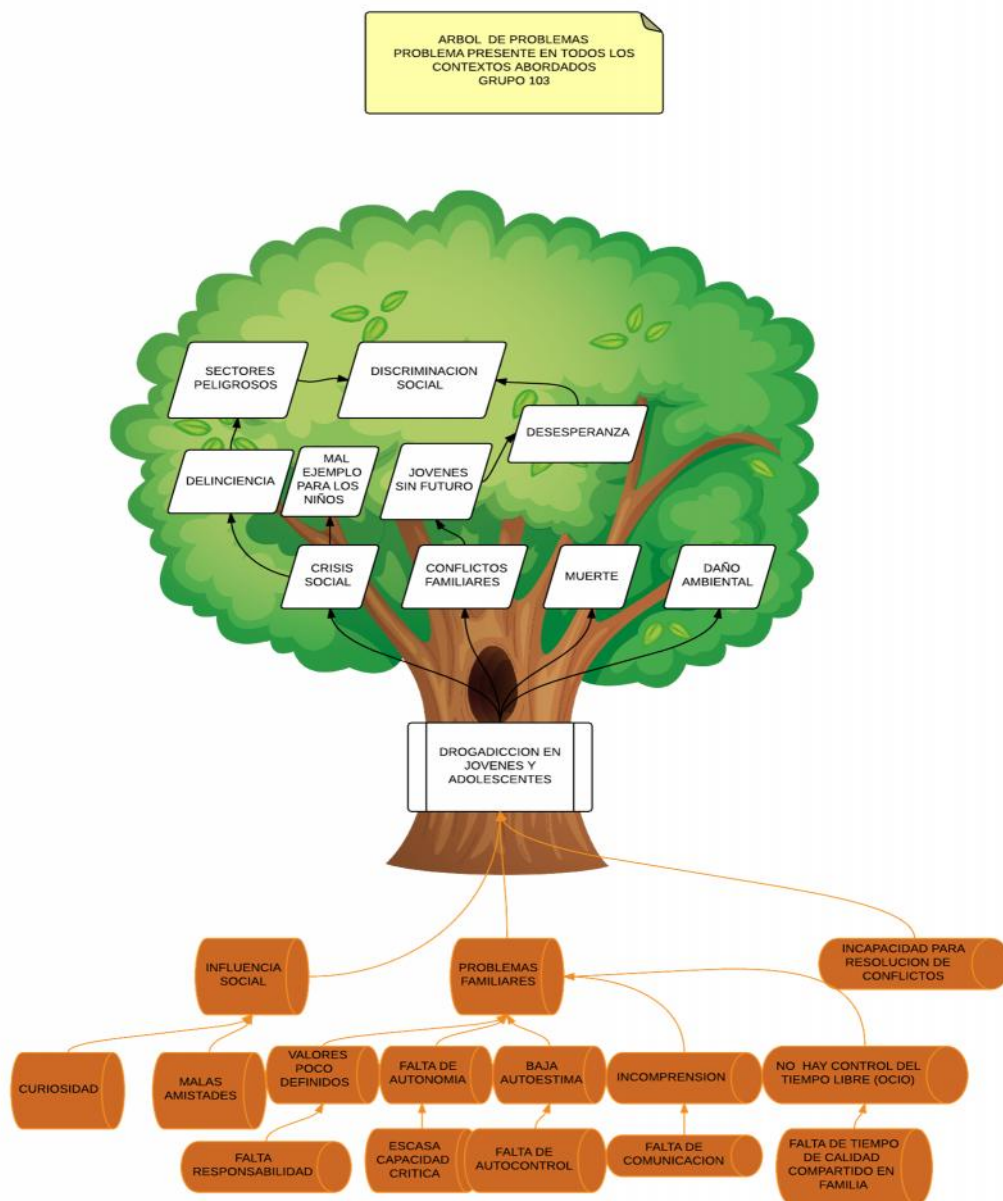 ARBOL DE PROBLEMAS
PROBLEMA PRESENTE EN TODOS LOS
CONTEXTOS ABORDADOS
GRUPO 103
SECTORES
PELIGROSOS
DISCRIMINACION
SOCIAL
DESESPERANZA
DELINCIENCIA
MAL
EJEMPLO
PARA LOS
NIÑOS
JOVENES
SIN FUTURO
CRISIS
SOCIAL
CONFLICTOS
FAMILIARES
MUERTE
DAÑO
AMBIENTAL
DROGADICCION EN
JOVENES Y
ADOLESCENTES
INFLUENCIA
SOCIAL
PROBLEMAS
FAMILIARES
INCAPACIDAD PARA
RESOLUCION DE
CONFLICTOS
CURIOSIDAD
MALAS
AMISTADES
VALORES
POCO
DEFINIDOS
FALTA DE
AUTONOMIA
BAJA
AUTOESTIMA
INCOMPRENSION
NO HAY CONTROL DEL
TIEMPO LIBRE (OCIO)
FALTA
RESPONSABILIDAD
ESCASA
CAPACIDAD
CRITICA
FALTA DE
AUTOCONTROL
FALTA DE
COMUNICACION
FALTA DE TIEMPO
DE CALIDAD
COMPARTIDO EN
FAMILIA